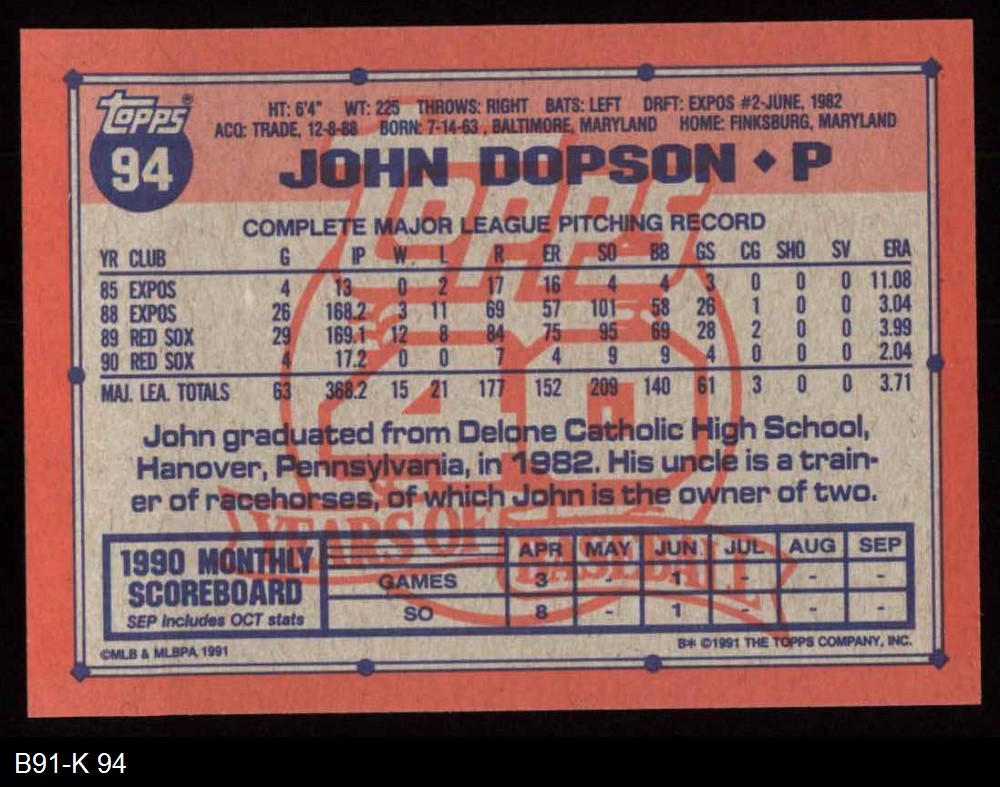 Topps®
94
HT: 6'4" WT: 225 THROWS: RIGHT BATS: LEFT DRFT: EXPOS #2-JUNE, 1982
ACQ: TRADE, 12-8-88 BORN: 7-14-63, BALTIMORE, MARYLAND HOME: FINKSBURG, MARYLAND
JOHN DOPSON ♦ P
COMPLETE MAJOR LEAGUE PITCHING RECORD
YR CLUB G IP W L R ER SO BB GS CG SHO SV ERA
85 EXPOS 4 13 0 2 17 16 4 4 3 0 0 0 11.08
88 EXPOS 26 168.2 3 11 69 57 101 58 26 1 0 0 3.04
89 RED SOX 29 169.1 12 8 84 75 95 69 28 2 0 0 3.99
90 RED SOX 4 17.2 0 0 7 4 9 9 4 0 0 0 2.04
MAJ. LEA. TOTALS 63 368.2 15 21 177 152 209 140 61 3 0 0 3.71
Topps
40
YEARS OF
BASEBALL
John graduated from Delone Catholic High School,
Hanover, Pennsylvania, in 1982. His uncle is a train-
er of racehorses, of which John is the owner of two.
1990 MONTHLY
SCOREBOARD
SEP includes OCT stats
APR MAY JUN JUL AUG SEP
GAMES 3 - 1 - - -
SO 8 - 1 - - -
©MLB & MLBPA 1991
B* ©1991 THE TOPPS COMPANY, INC.
B91-K 94